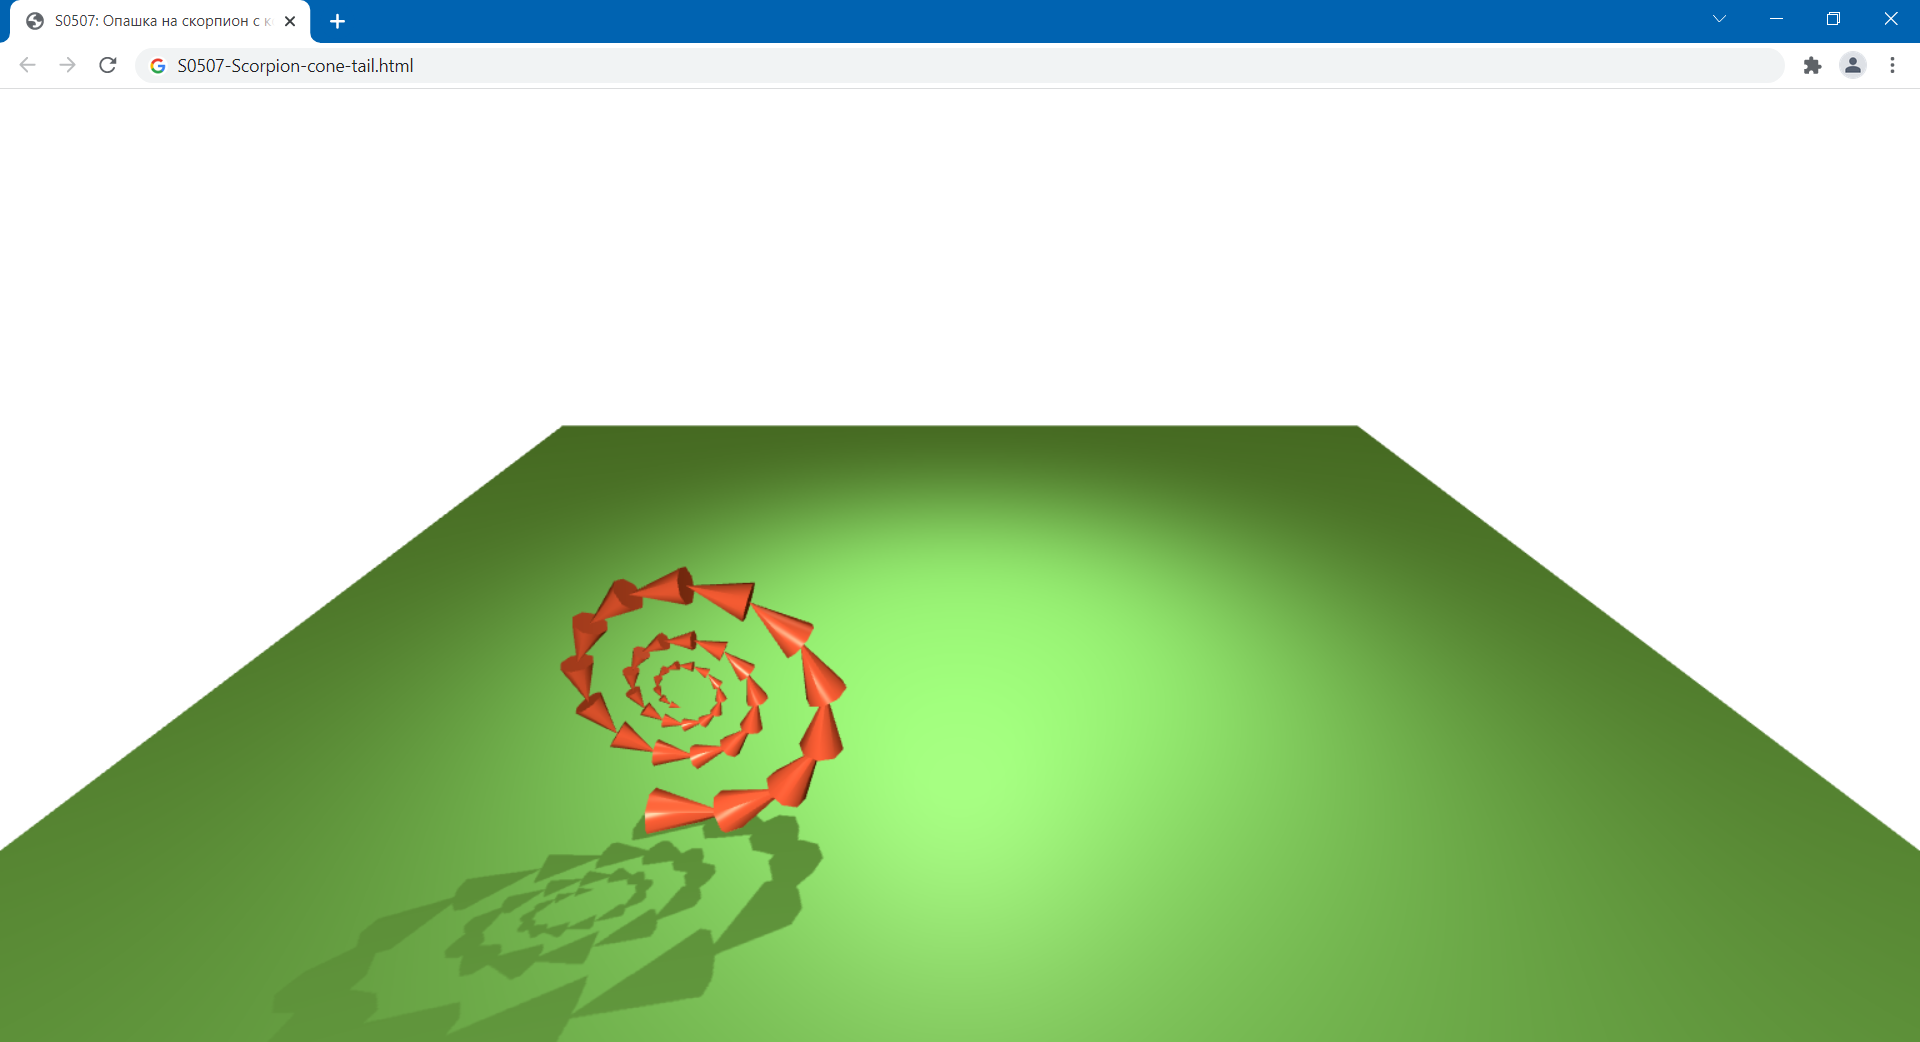 S0507: Опашка на скорпион с
S0507-Scorpion-cone-tail.html